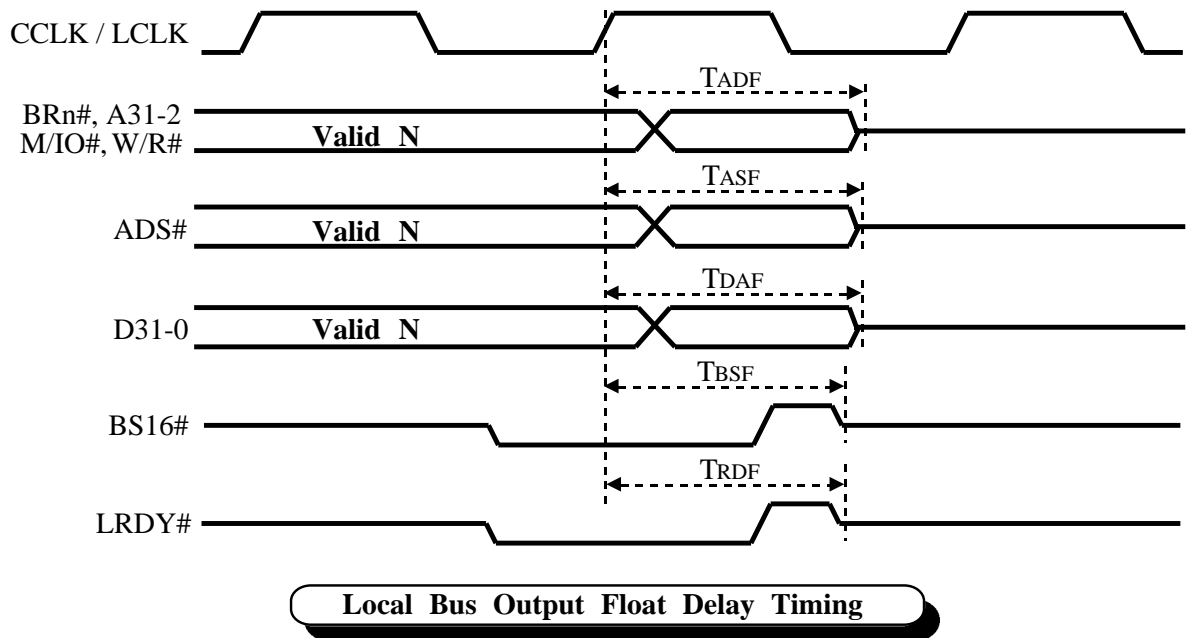 CCLK / LCLK
TADF
BRn#, A31-2
M/IO#, W/R#
Valid N
TASF
ADS#
Valid N
TDAF
D31-0
Valid N
TBSF
BS16#
TRDF
LRDY#
Local Bus Output Float Delay Timing